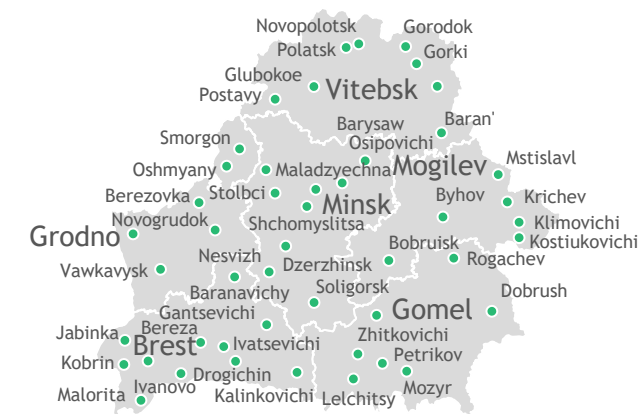 Novopolotsk
Gorodok
Polatsk
Gorki
Glubokoe
Vitebsk
Postavy
Baran'
Barysaw
Smorgon
Osipovichi
Oshmyany
Maladzyechna
Mogilev
Mstislavl
Berezovka
Stolbci
Minsk
Byhov
Krichev
Novogrudok
Shchomyslitsa
Klimovichi
Grodno
Kostiukovichi
Nesvizh
Bobruisk
Rogachev
Vawkavysk
Dzerzhinsk
Baranavichy
Soligorsk
Dobrush
Gantsevichi
Gomel
Jabinka
Bereza
Zhitkovichi
Brest
Ivatsevichi
Kobrin
Petrikov
Drogichin
Ivanovo
Malorita
Kalinkovichi
Lelchitsy
Mozyr